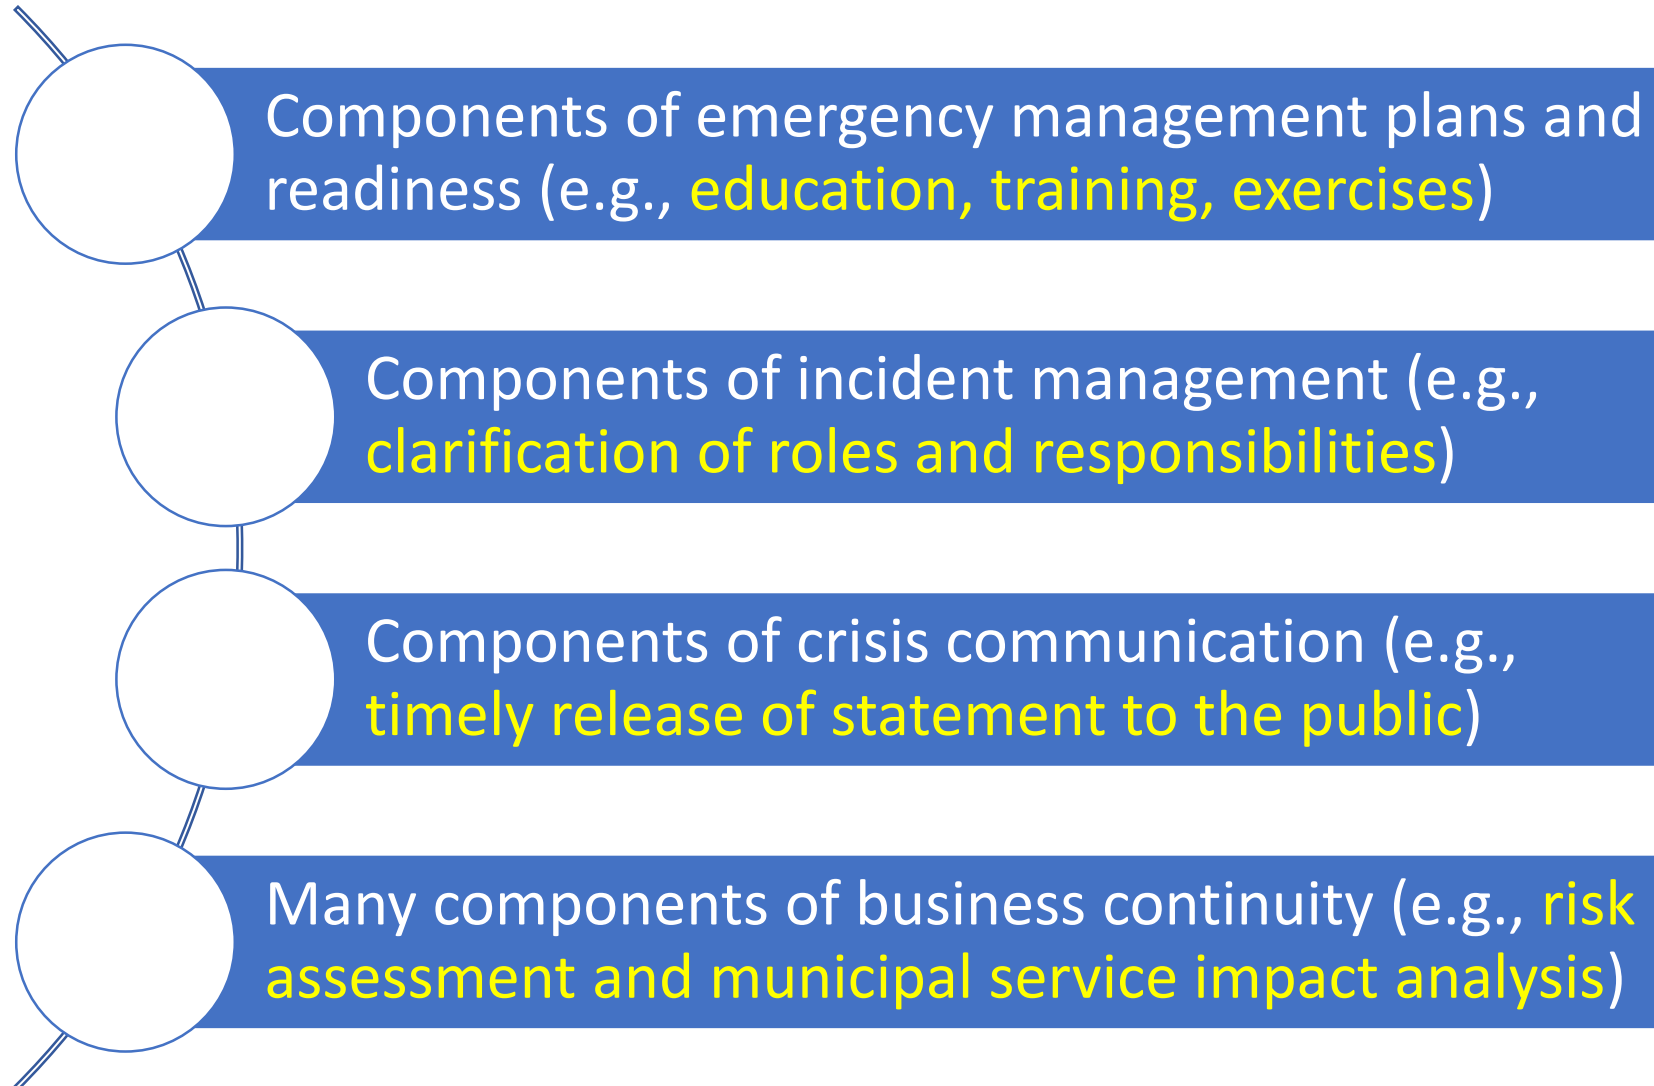 Components of emergency management plans and
readiness (e.g., education, training, exercises)
Components of incident management (e.g.,
clarification of roles and responsibilities)
Components of crisis communication (e.g.,
timely release of statement to the public)
Many components of business continuity (e.g., risk
assessment and municipal service impact analysis)